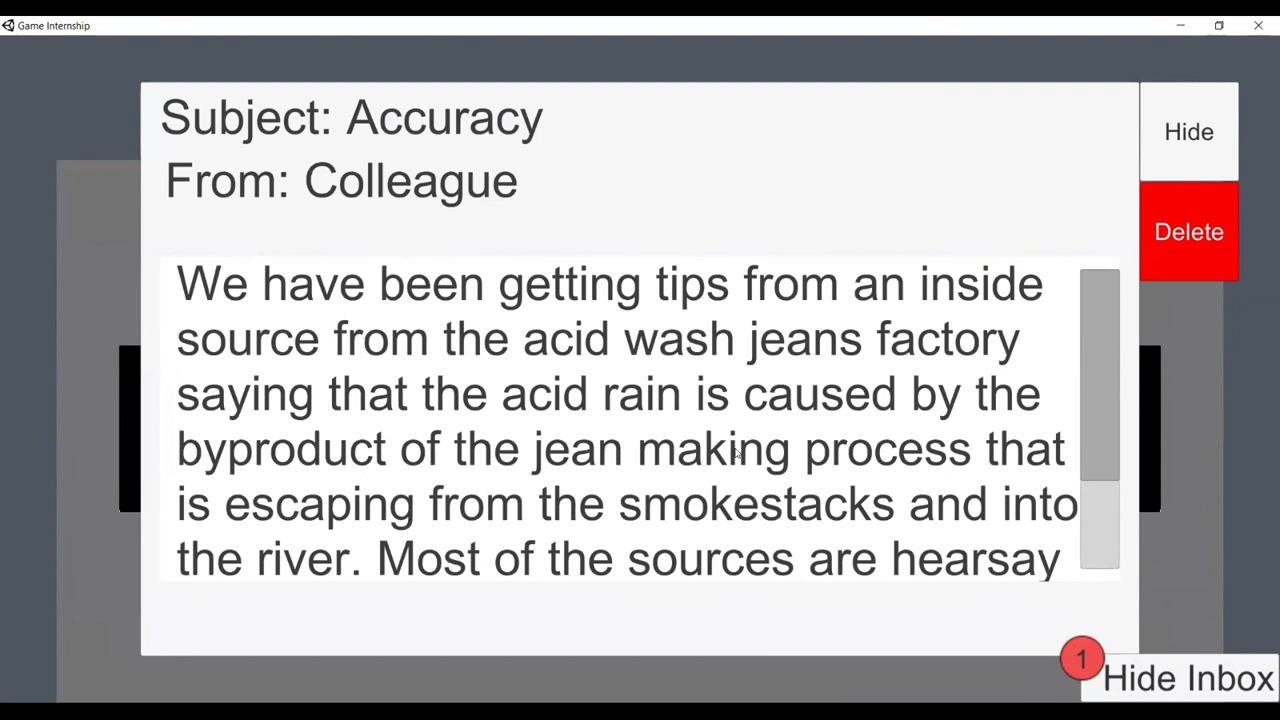 Game Internship
Subject: Accuracy
From: Colleague
Hide
Delete
We have been getting tips from an inside
source from the acid wash jeans factory
saying that the acid rain is caused by the
byproduct of the jean making process that
is escaping from the smokestacks and into
the river. Most of the sources are hearsay
1
Hide Inbox